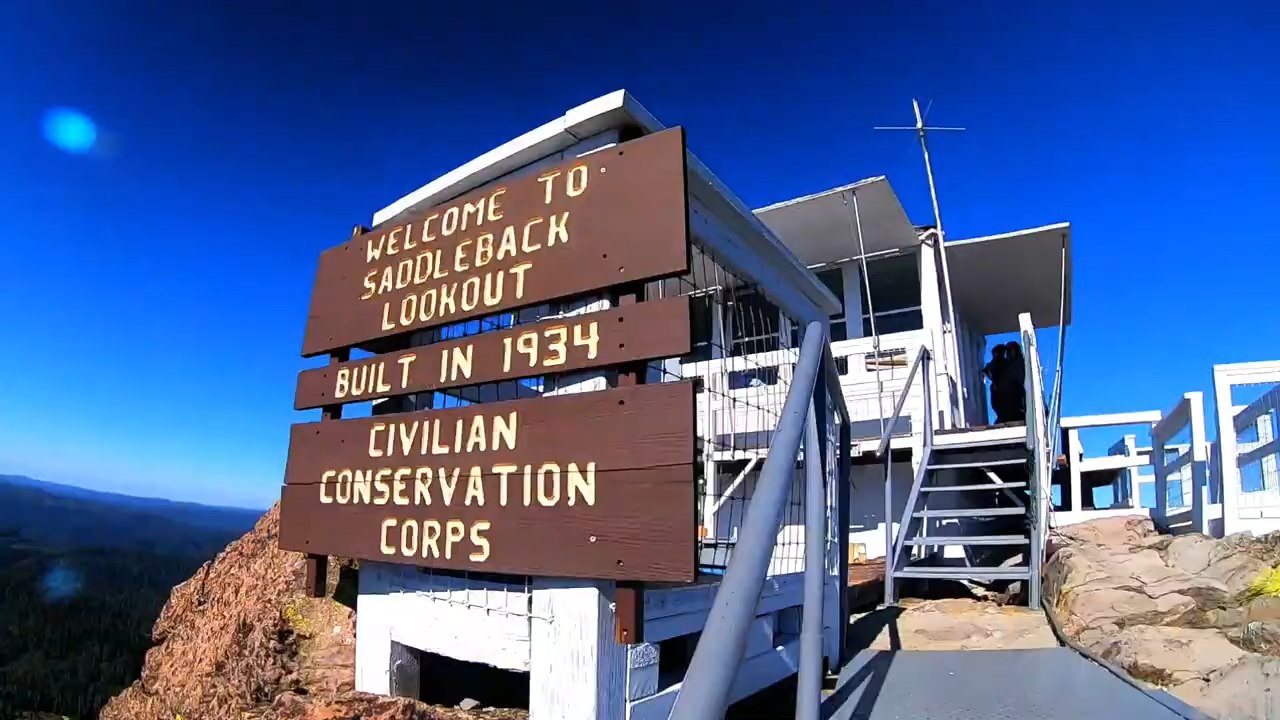 WELCOME TO
SADDLEBACK
LOOKOUT
BUILT IN 1934
CIVILIAN
CONSERVATION
CORPS